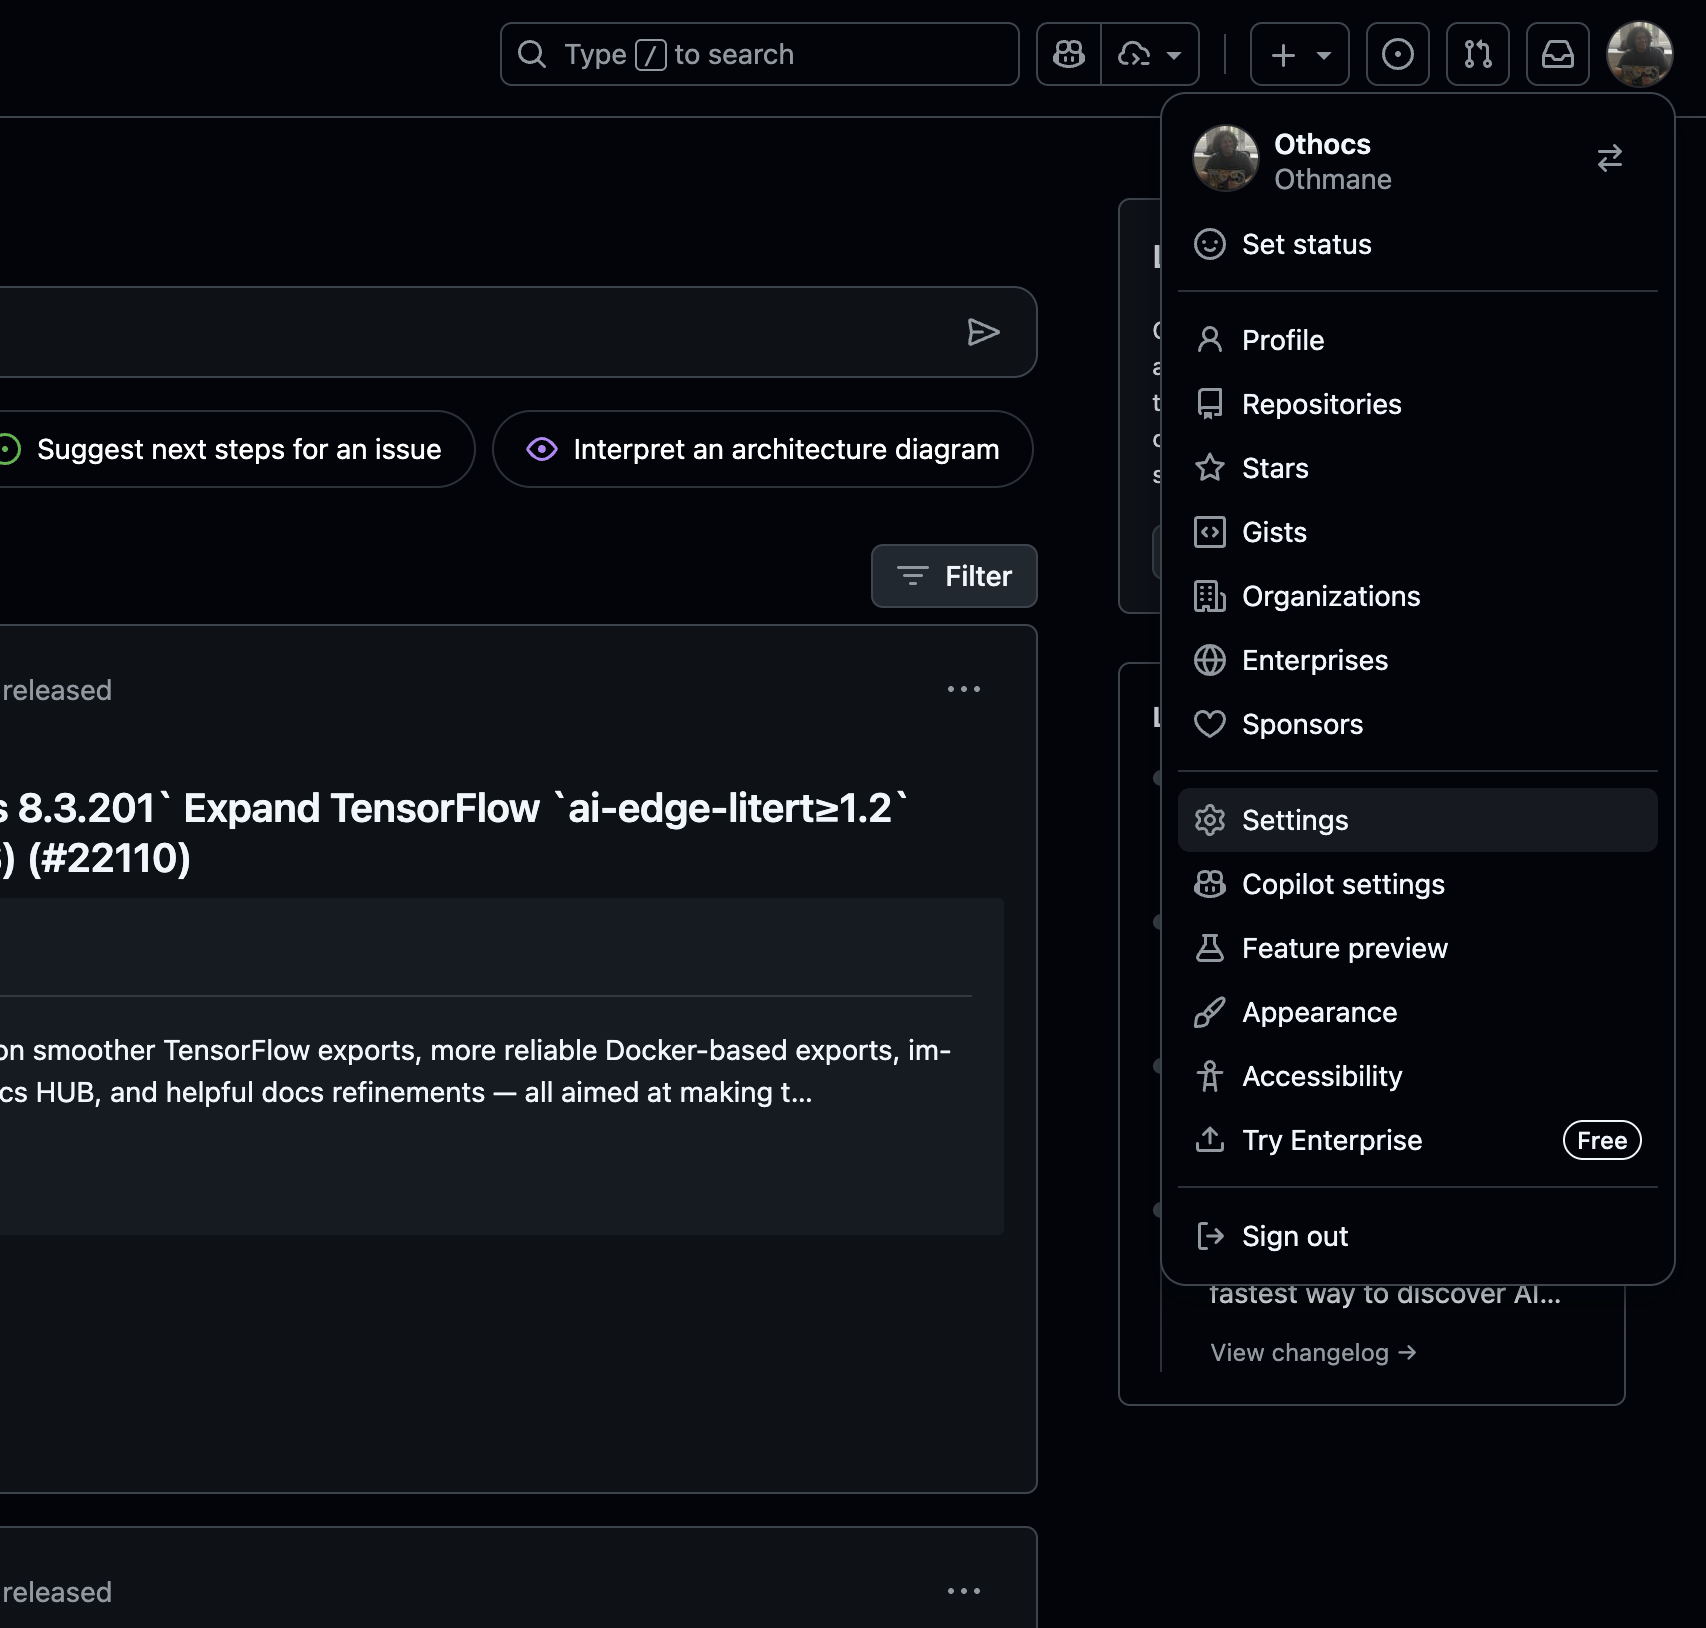 Type / to search
Othocs
Othmane
Set status
Profile
Repositories
Stars
Gists
Organizations
Enterprises
Sponsors
Settings
Copilot settings
Feature preview
Appearance
Accessibility
Try Enterprise Free
Sign out
Suggest next steps for an issue
Interpret an architecture diagram
Filter
released
8.3.201` Expand TensorFlow `ai-edge-litert≥1.2`
) (#22110)
on smoother TensorFlow exports, more reliable Docker-based exports, im-
cs HUB, and helpful docs refinements — all aimed at making t...
released
fastest way to discover AI...
View changelog →